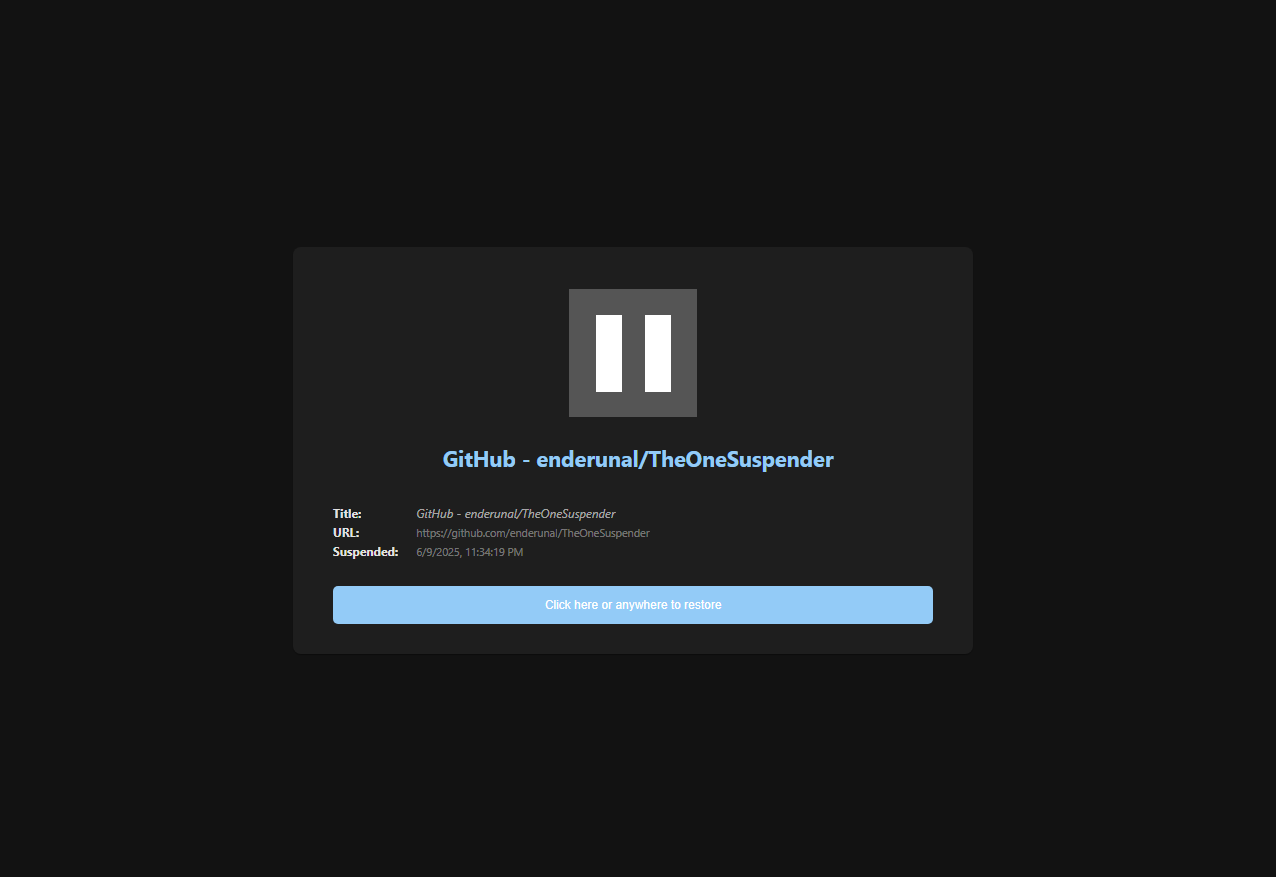 GitHub - enderunal/TheOneSuspender
Title: GitHub - enderunal/TheOneSuspender
URL: https://github.com/enderunal/TheOneSuspender
Suspended: 6/9/2025, 11:34:19 PM
Click here or anywhere to restore